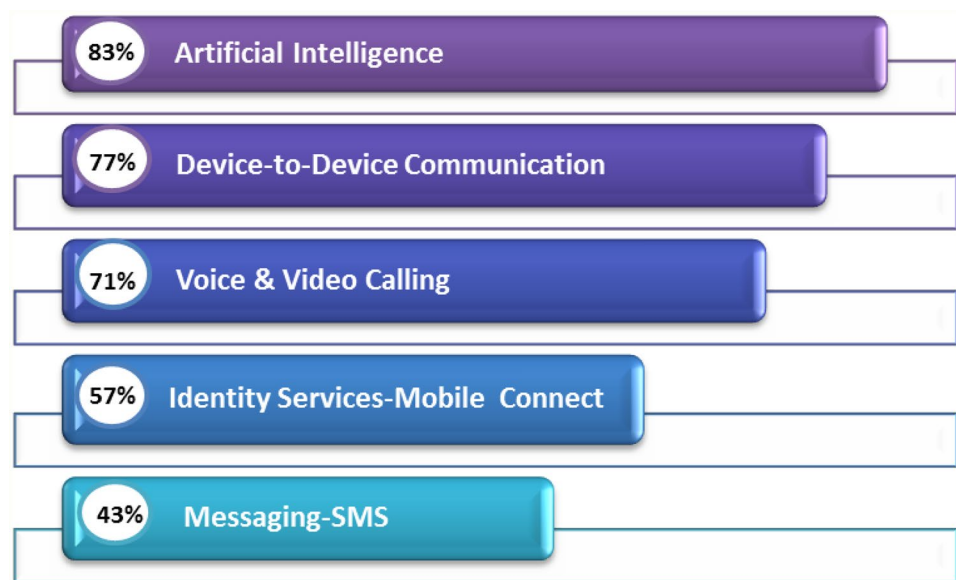 83% Artificial Intelligence
77% Device-to-Device Communication
71% Voice & Video Calling
57% Identity Services-Mobile Connect
43% Messaging-SMS